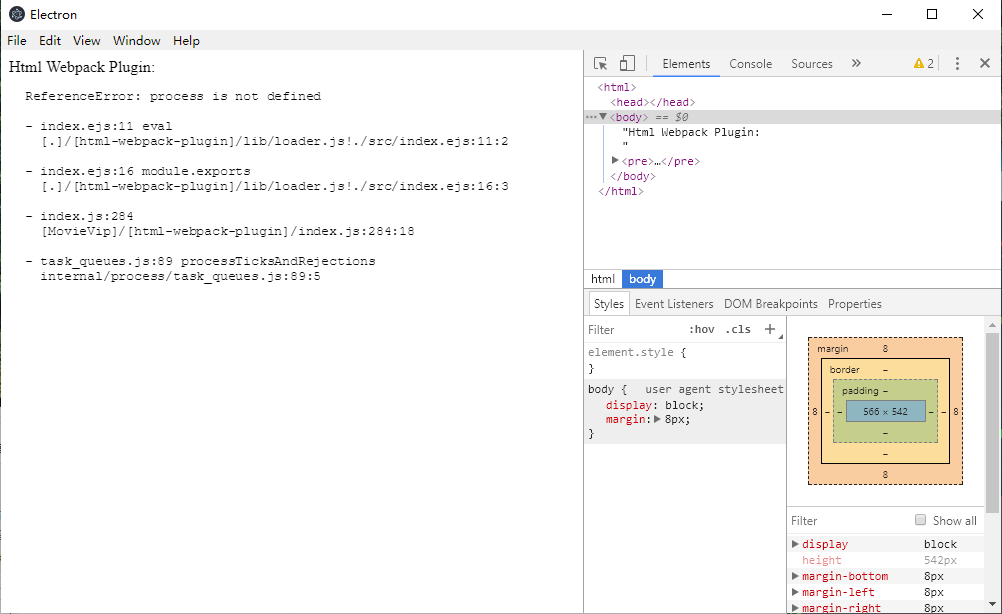 Electron
File Edit View Window Help
Html Webpack Plugin:
ReferenceError: process is not defined
- index.ejs:11 eval
[.]/[html-webpack-plugin]/lib/loader.js!./src/index.ejs:11:2
- index.ejs:16 module.exports
[.]/[html-webpack-plugin]/lib/loader.js!./src/index.ejs:16:3
- index.js:284
[MovieVip]/[html-webpack-plugin]/index.js:284:18
- task_queues.js:89 processTicksAndRejections
internal/process/task_queues.js:89:5
Elements Console Sources » 2
<html>
<head></head>
<body> == $0
"Html Webpack Plugin:
"
<pre>…</pre>
</body>
</html>
html body
Styles Event Listeners DOM Breakpoints Properties
Filter :hov .cls +
element.style {
}
body { user agent stylesheet
display: block;
margin: 8px;
}
margin 8
border –
padding –
8 – – 566 × 542 – – 8
–
–
8
Filter Show all
display block
height 542px
margin-bottom 8px
margin-left 8px
margin-right 8px